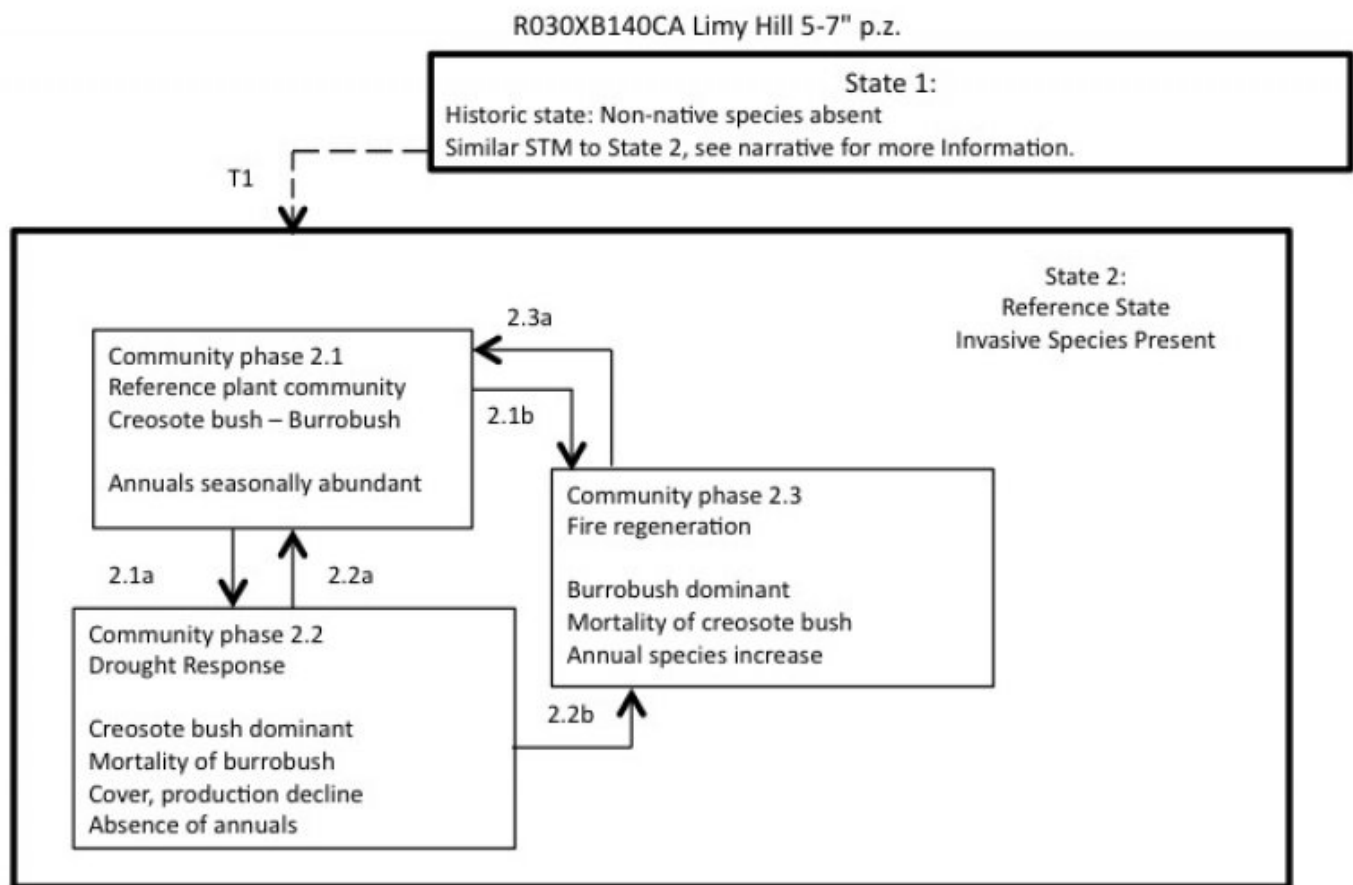 R030XB140CA Limy Hill 5-7" p.z.
State 1:
Historic state: Non-native species absent
Similar STM to State 2, see narrative for more Information.
T1
State 2:
Reference State
Invasive Species Present
2.3a
Community phase 2.1
Reference plant community
Creosote bush – Burrobush
Annuals seasonally abundant
2.1b
Community phase 2.3
Fire regeneration
Burrobush dominant
Mortality of creosote bush
Annual species increase
2.1a
2.2a
Community phase 2.2
Drought Response
Creosote bush dominant
Mortality of burrobush
Cover, production decline
Absence of annuals
2.2b